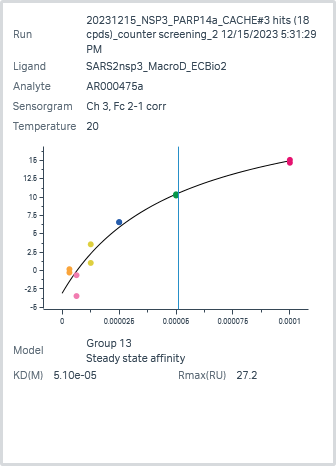 Run 20231215_NSP3_PARP14a_CACHE#3 hits (18
cpds)_counter screening_2 12/15/2023 5:31:29
PM
Ligand SARS2nsp3_MacroD_ECBio2
Analyte AR000475a
Sensorgram Ch 3, Fc 2-1 corr
Temperature 20
15
12.5
10
7.5
5
2.5
0
-2.5
-5
0 0.000025 0.00005 0.000075 0.0001
Model Group 13
Steady state affinity
KD(M) 5.10e-05 Rmax(RU) 27.2